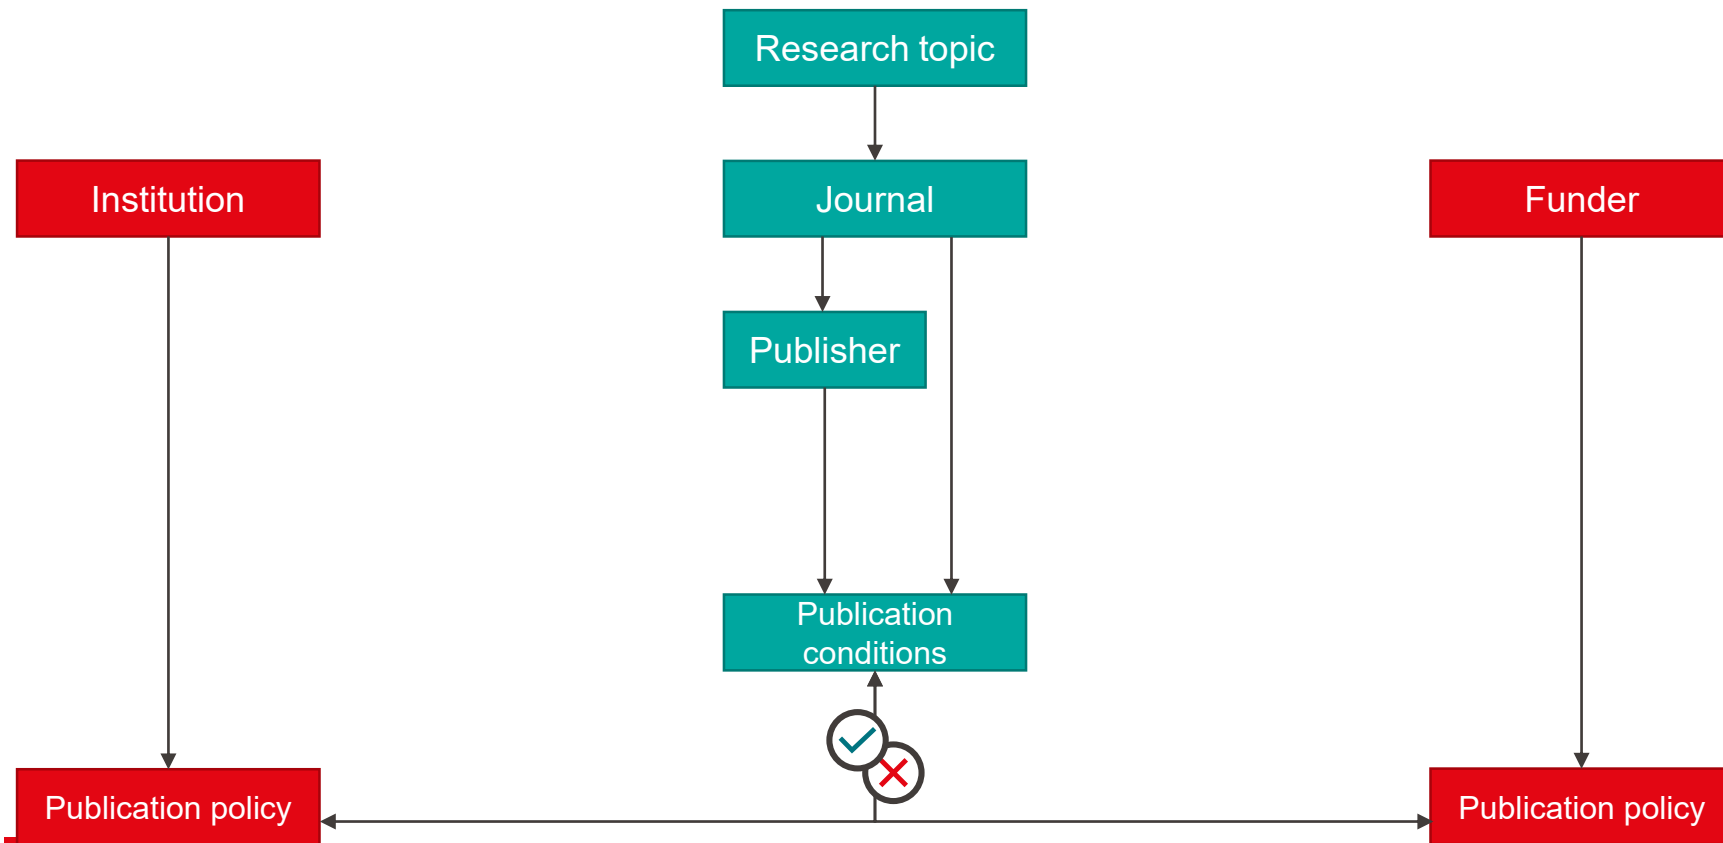 Research topic
Institution
Journal
Funder
Publisher
Publication
conditions
Publication policy
Publication policy